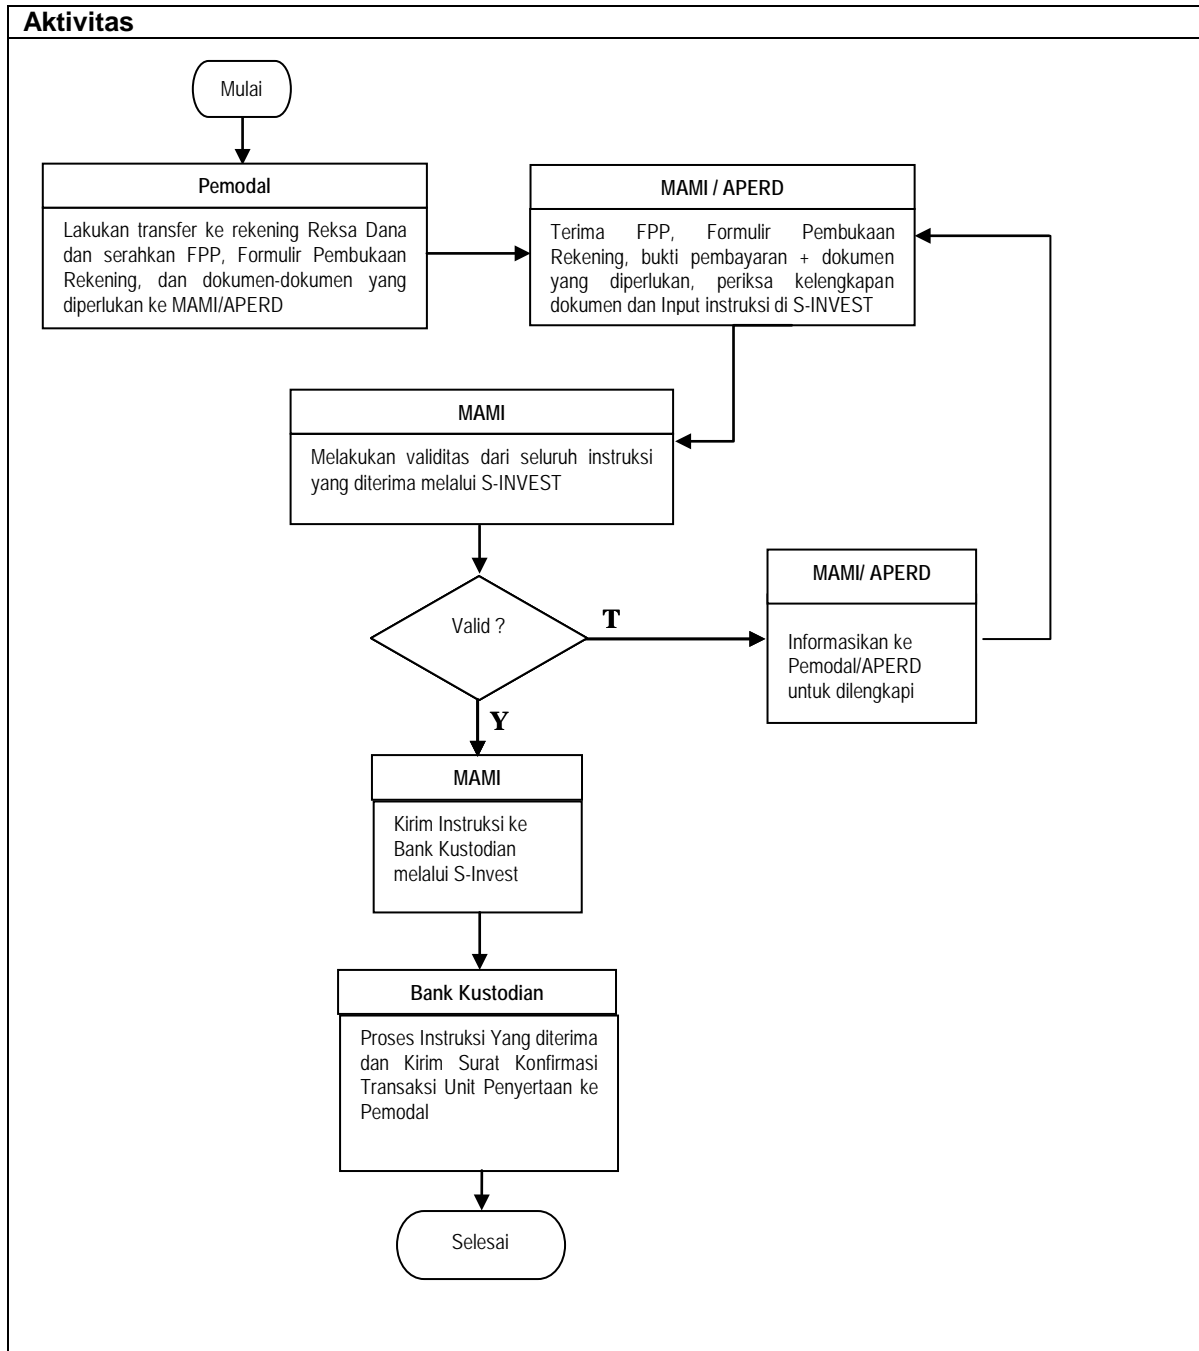 Aktivitas
Mulai
Pemodal
Lakukan transfer ke rekening Reksa Dana
dan serahkan FPP, Formulir Pembukaan
Rekening, dan dokumen-dokumen yang
diperlukan ke MAMI/APERD
MAMI / APERD
Terima FPP, Formulir Pembukaan
Rekening, bukti pembayaran + dokumen
yang diperlukan, periksa kelengkapan
dokumen dan Input instruksi di S-INVEST
MAMI
Melakukan validitas dari seluruh instruksi
yang diterima melalui S-INVEST
Valid ?
T
MAMI/ APERD
Informasikan ke
Pemodal/APERD
untuk dilengkapi
Y
MAMI
Kirim Instruksi ke
Bank Kustodian
melalui S-Invest
Bank Kustodian
Proses Instruksi Yang diterima
dan Kirim Surat Konfirmasi
Transaksi Unit Penyertaan ke
Pemodal
Selesai